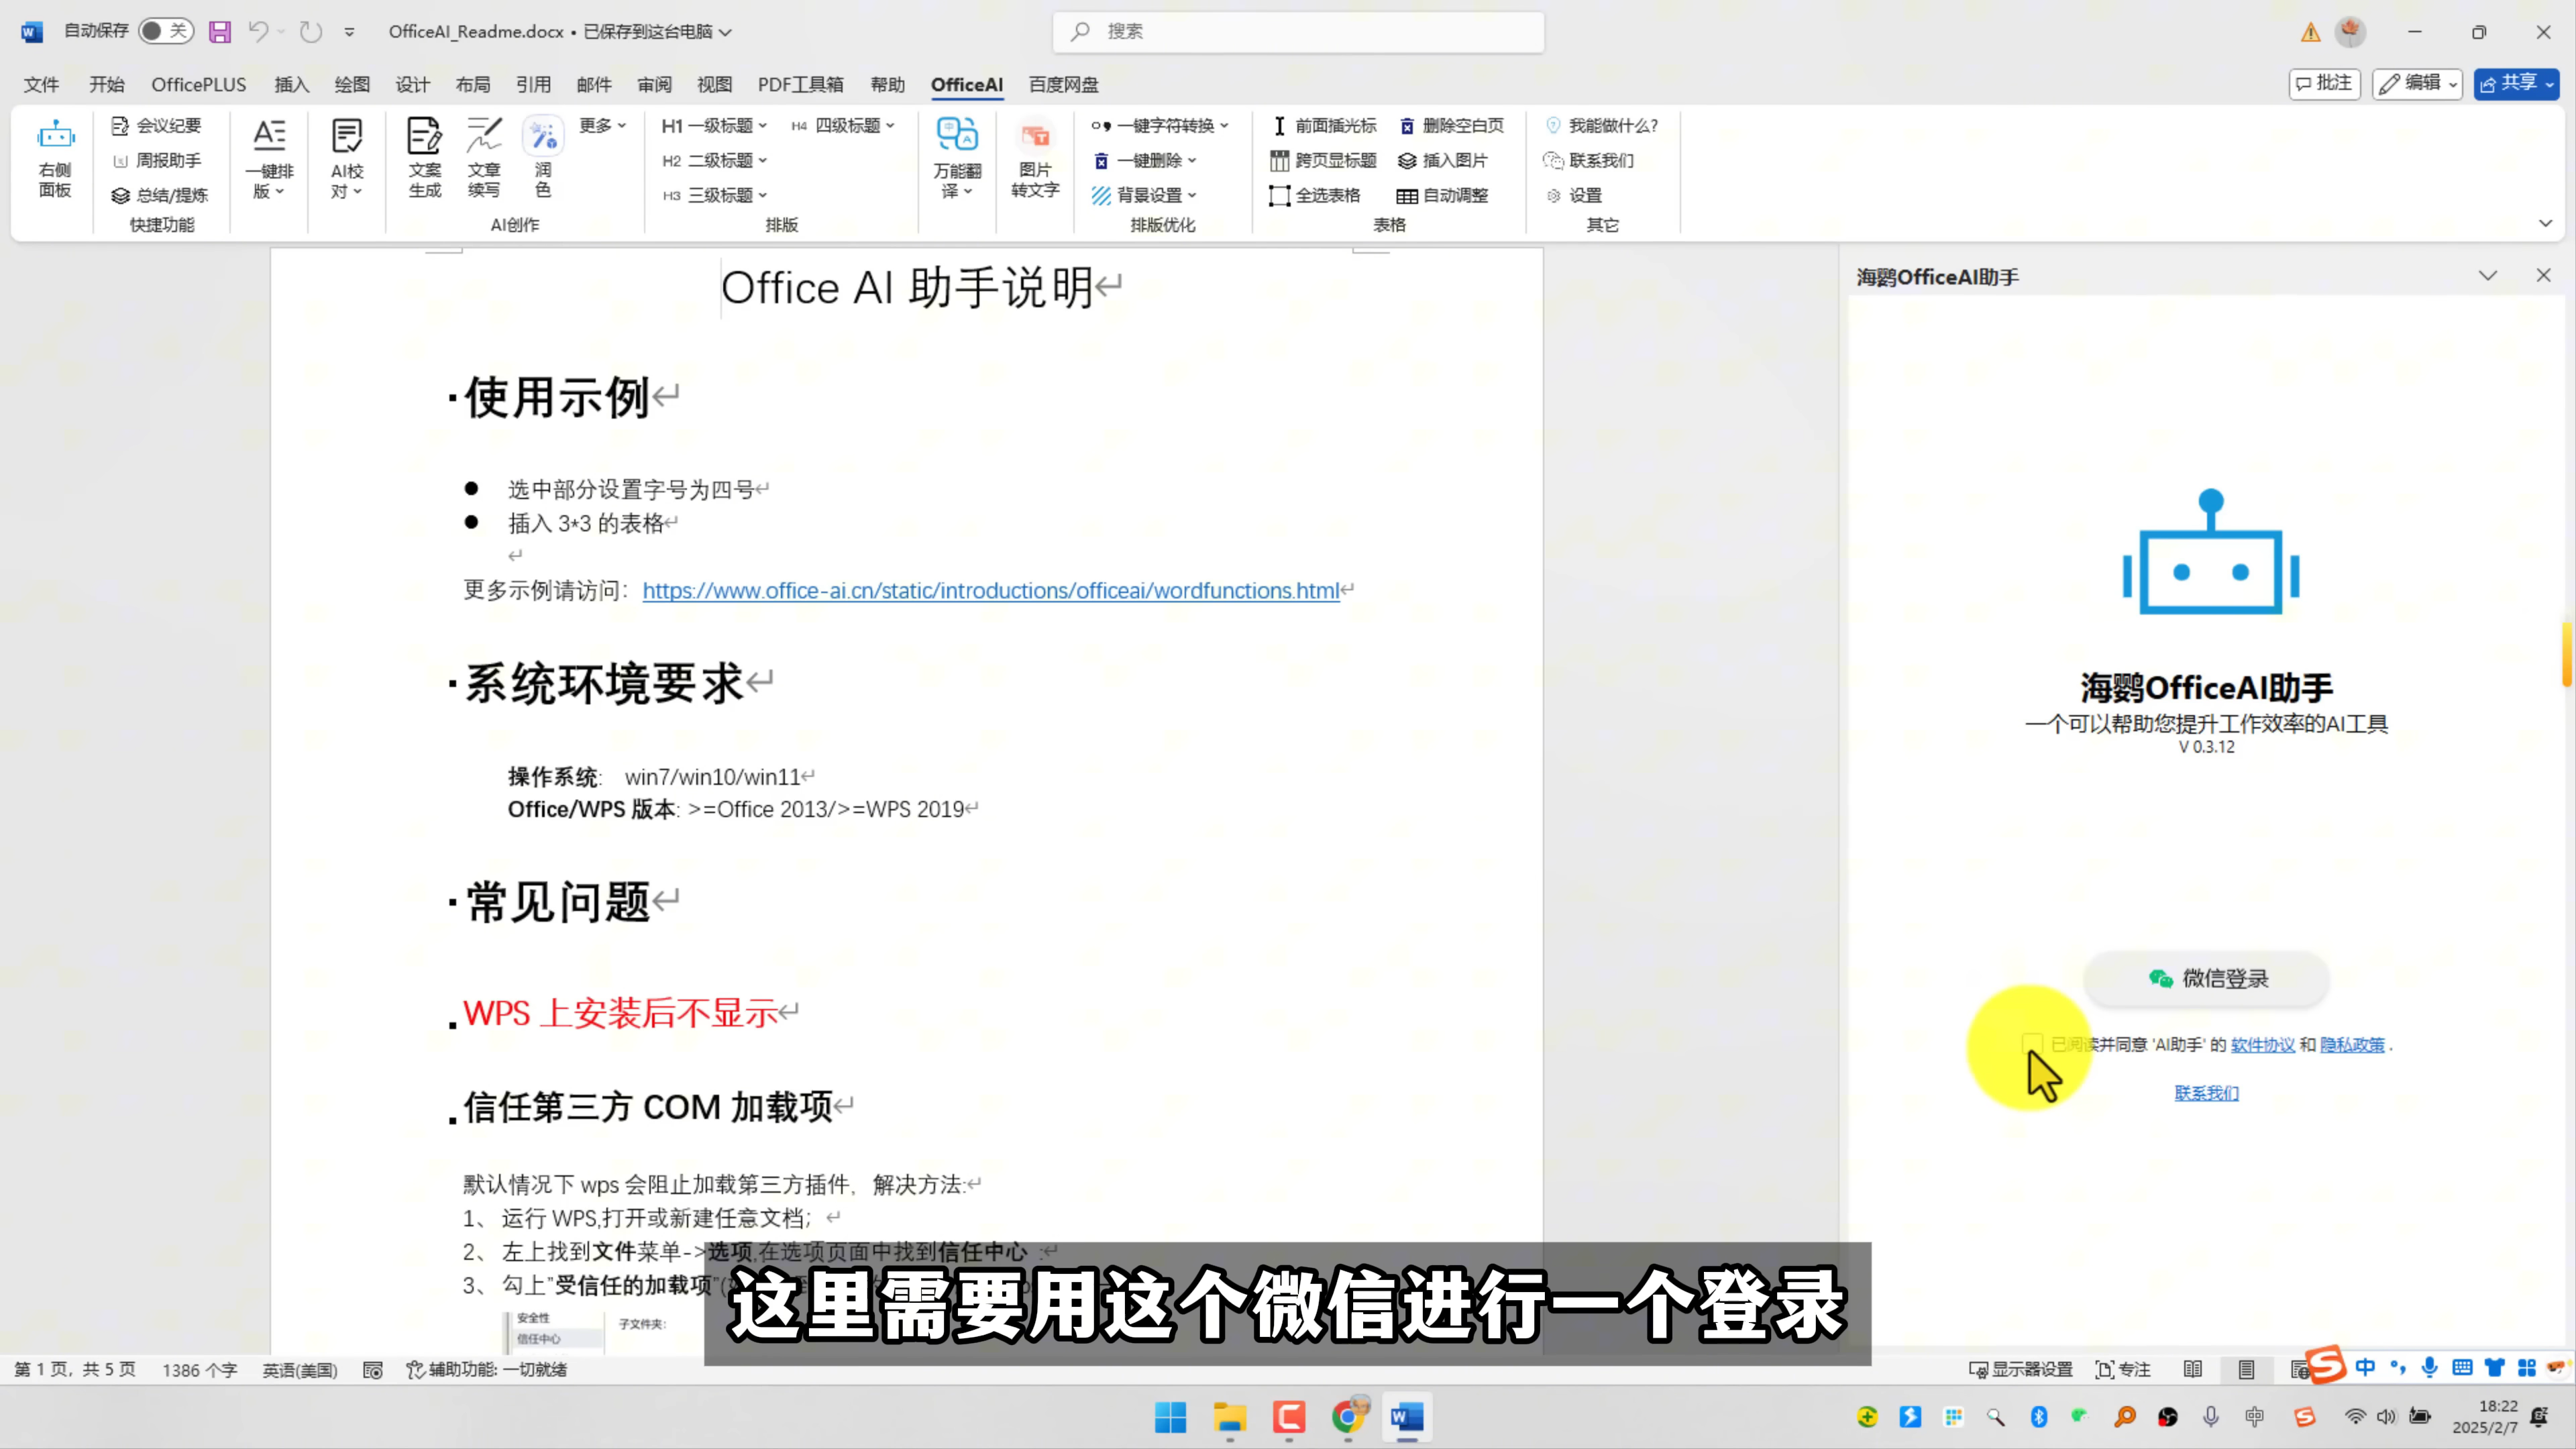 自动保存 关 OfficeAI_Readme.docx • 已保存到这台电脑 搜索
文件 开始 OfficePLUS 插入 绘图 设计 布局 引用 邮件 审阅 视图 PDF工具箱 帮助 OfficeAI 百度网盘 批注 编辑 共享
右侧面板
会议纪要
周报助手
总结/提炼
快捷功能
一键排版
AI校对
文案生成
文章续写
润色
更多
AI创作
H1 一级标题 H4 四级标题
H2 二级标题
H3 三级标题
排版
万能翻译
图片转文字
一键字符转换
一键删除
背景设置
排版优化
前面插光标 删除空白页
跨页显标题 插入图片
全选表格 自动调整
表格
我能做什么?
联系我们
设置
其它
Office AI 助手说明
使用示例
选中部分设置字号为四号
插入 3*3 的表格
更多示例请访问：https://www.office-ai.cn/static/introductions/officeai/wordfunctions.html
系统环境要求
操作系统: win7/win10/win11
Office/WPS 版本: >=Office 2013/>=WPS 2019
常见问题
WPS 上安装后不显示
信任第三方 COM 加载项
默认情况下 wps 会阻止加载第三方插件，解决方法:
1、 运行 WPS,打开或新建任意文档；
2、 左上找到文件菜单->选项,在选项页面中找到信任中心 :
3、 勾上"受信任的加载项"
安全性
信任中心
子文件夹:
海鹦OfficeAI助手
海鹦OfficeAI助手
一个可以帮助您提升工作效率的AI工具
V 0.3.12
微信登录
已阅读并同意 'AI助手' 的 软件协议 和 隐私政策 .
联系我们
这里需要用这个微信进行一个登录
第 1 页, 共 5 页 1386 个字 英语(美国) 辅助功能: 一切就绪 显示器设置 专注 中
中
18:22
2025/2/7